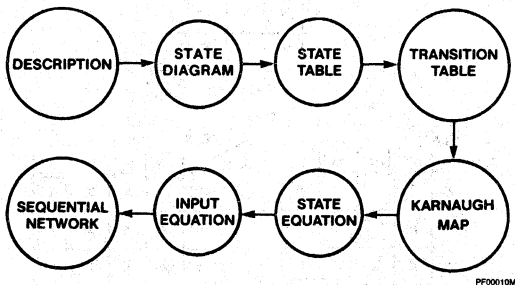 DESCRIPTION
STATE
DIAGRAM
STATE
TABLE
TRANSITION
TABLE
KARNAUGH
MAP
STATE
EQUATION
INPUT
EQUATION
SEQUENTIAL
NETWORK
PF00010M